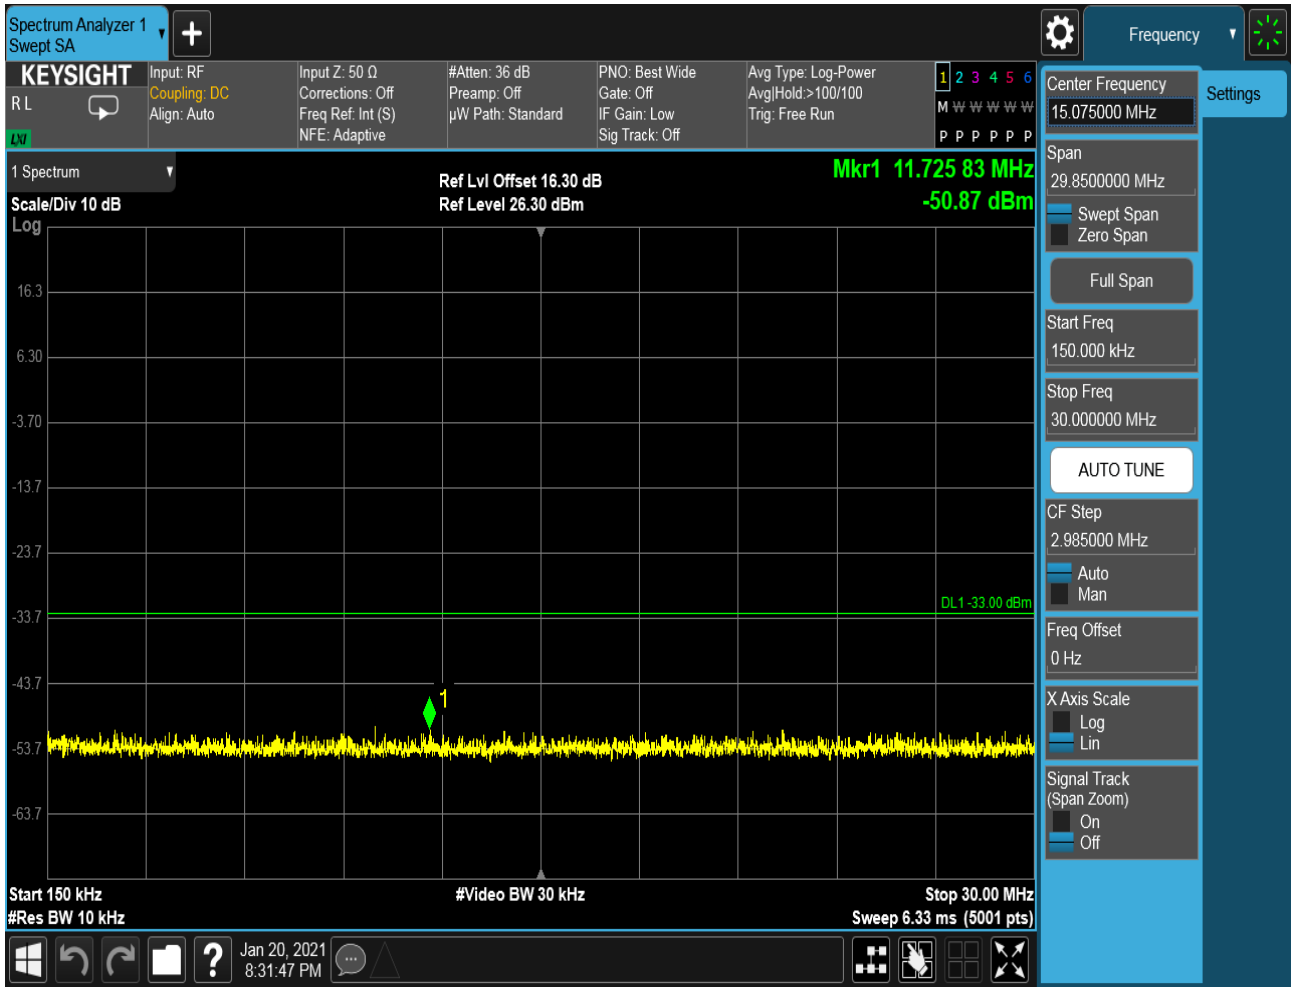 Spectrum Analyzer 1
Swept SA
Frequency
KEYSIGHT
R L
LXI
Input: RF
Coupling: DC
Align: Auto
Input Z: 50 Ω
Corrections: Off
Freq Ref: Int (S)
NFE: Adaptive
#Atten: 36 dB
Preamp: Off
µW Path: Standard
PNO: Best Wide
Gate: Off
IF Gain: Low
Sig Track: Off
Avg Type: Log-Power
Avg|Hold:>100/100
Trig: Free Run
1 2 3 4 5 6
M W W W W W
P P P P P P
1 Spectrum
Scale/Div 10 dB
Log
Ref Lvl Offset 16.30 dB
Ref Level 26.30 dBm
Mkr1 11.725 83 MHz
-50.87 dBm
16.3
6.30
-3.70
-13.7
-23.7
-33.7
-43.7
-53.7
-63.7
DL1 -33.00 dBm
1
Start 150 kHz
#Res BW 10 kHz
#Video BW 30 kHz
Stop 30.00 MHz
Sweep 6.33 ms (5001 pts)
Jan 20, 2021
8:31:47 PM
Center Frequency
15.075000 MHz
Settings
Span
29.8500000 MHz
Swept Span
Zero Span
Full Span
Start Freq
150.000 kHz
Stop Freq
30.000000 MHz
AUTO TUNE
CF Step
2.985000 MHz
Auto
Man
Freq Offset
0 Hz
X Axis Scale
Log
Lin
Signal Track
(Span Zoom)
On
Off